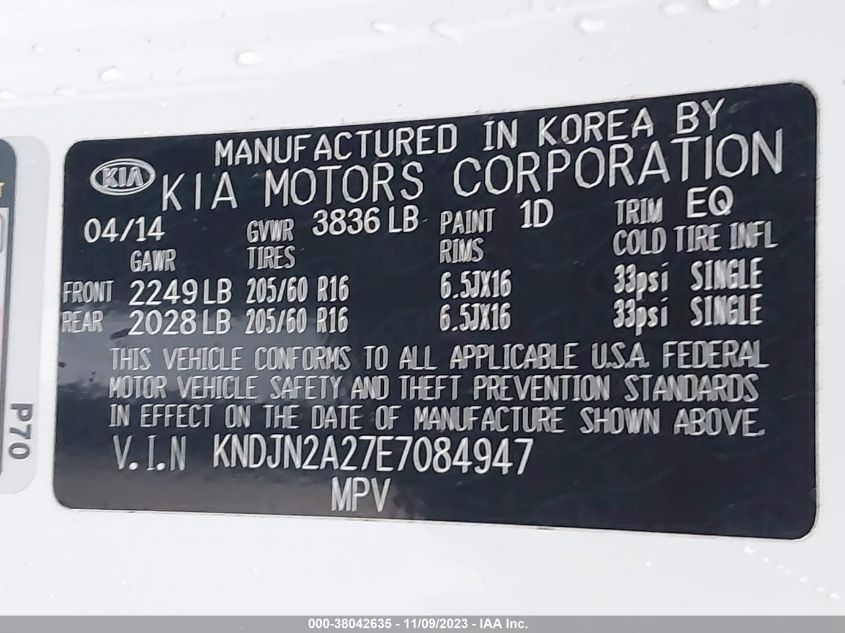 MANUFACTURED IN KOREA BY
KIA KIA MOTORS CORPORATION
04/14 GVWR 3836 LB PAINT 1D TRIM EQ
GAWR TIRES RIMS COLD TIRE INFL
FRONT 2249 LB 205/60 R16 6.5JX16 33psi SINGLE
REAR 2028 LB 205/60 R16 6.5JX16 33psi SINGLE
THIS VEHICLE CONFORMS TO ALL APPLICABLE U.S.A. FEDERAL
MOTOR VEHICLE SAFETY AND THEFT PREVENTION STANDARDS
IN EFFECT ON THE DATE OF MANUFACTURE SHOWN ABOVE.
V.I.N KNDJN2A27E7084947
MPV
P70
000-38042635 - 11/09/2023 - IAA Inc.